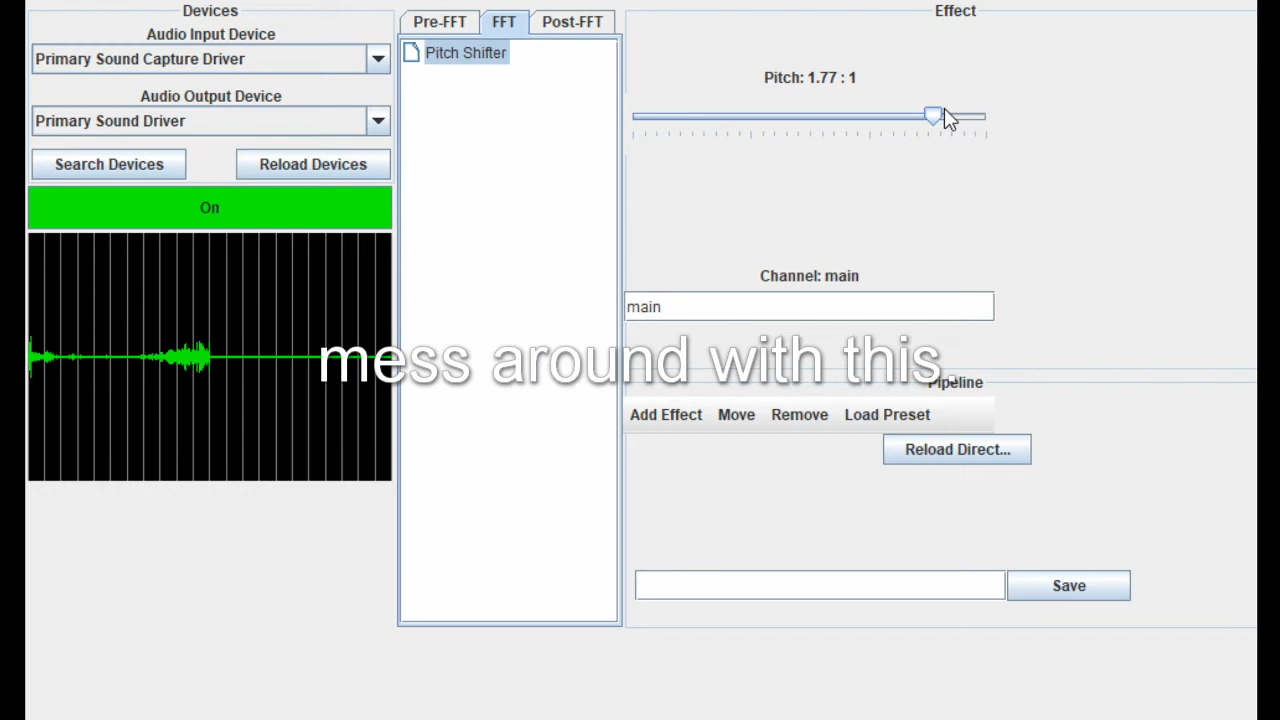 Devices
Audio Input Device
Primary Sound Capture Driver
Audio Output Device
Primary Sound Driver
Search Devices
Reload Devices
On
Pre-FFT
FFT
Post-FFT
Pitch Shifter
Effect
Pitch: 1.77 : 1
Channel: main
main
mess around with this.
Pipeline
Add Effect
Move
Remove
Load Preset
Reload Direct...
Save